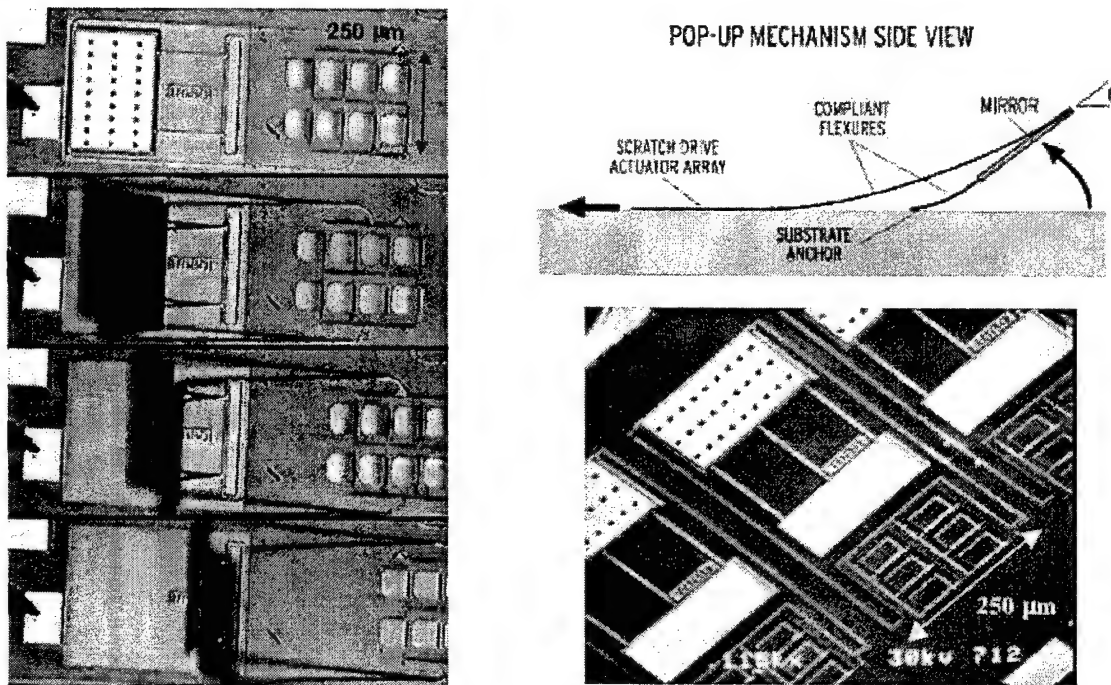 250 µm
POP-UP MECHANISM SIDE VIEW
MIRROR
COMPLIANT
FLEXURES
SCRATCH DRIVE
ACTUATOR ARRAY
SUBSTRATE
ANCHOR
250 µm
30kv 712